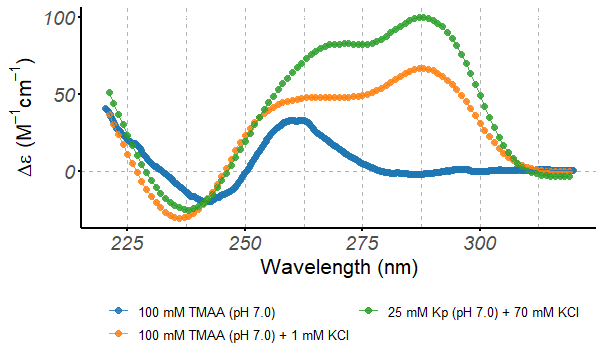 100
50
0
Δε (M⁻¹cm⁻¹)
225 250 275 300
Wavelength (nm)
100 mM TMAA (pH 7.0) 25 mM Kp (pH 7.0) + 70 mM KCl
100 mM TMAA (pH 7.0) + 1 mM KCl